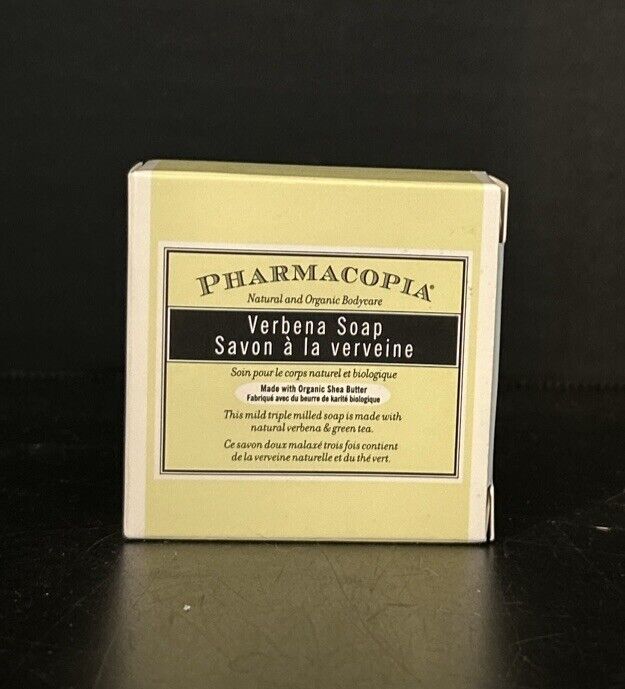 PHARMACOPIA®
Natural and Organic Bodycare
Verbena Soap
Savon à la verveine
Soin pour le corps naturel et biologique
Made with Organic Shea Butter
Fabriqué avec du beurre de karité biologique
This mild triple milled soap is made with
natural verbena & green tea.
Ce savon doux malaxé trois fois contient
de la verveine naturelle et du thé vert.